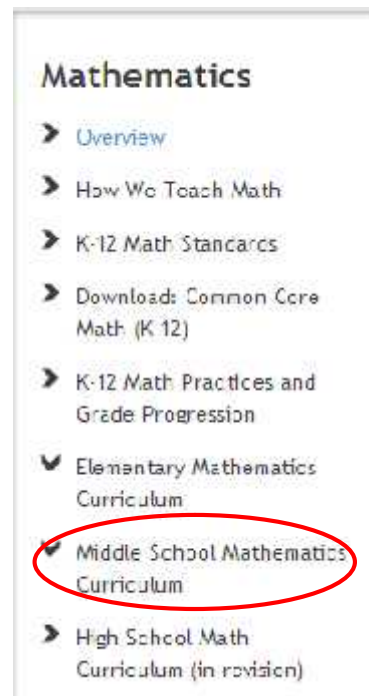 Mathematics
Overview
How We Teach Math
K-12 Math Standards
Download: Common Core
Math (K-12)
K-12 Math Practices and
Grade Progression
Elementary Mathematics
Curriculum
Middle School Mathematics
Curriculum
High School Math
Curriculum (in revision)